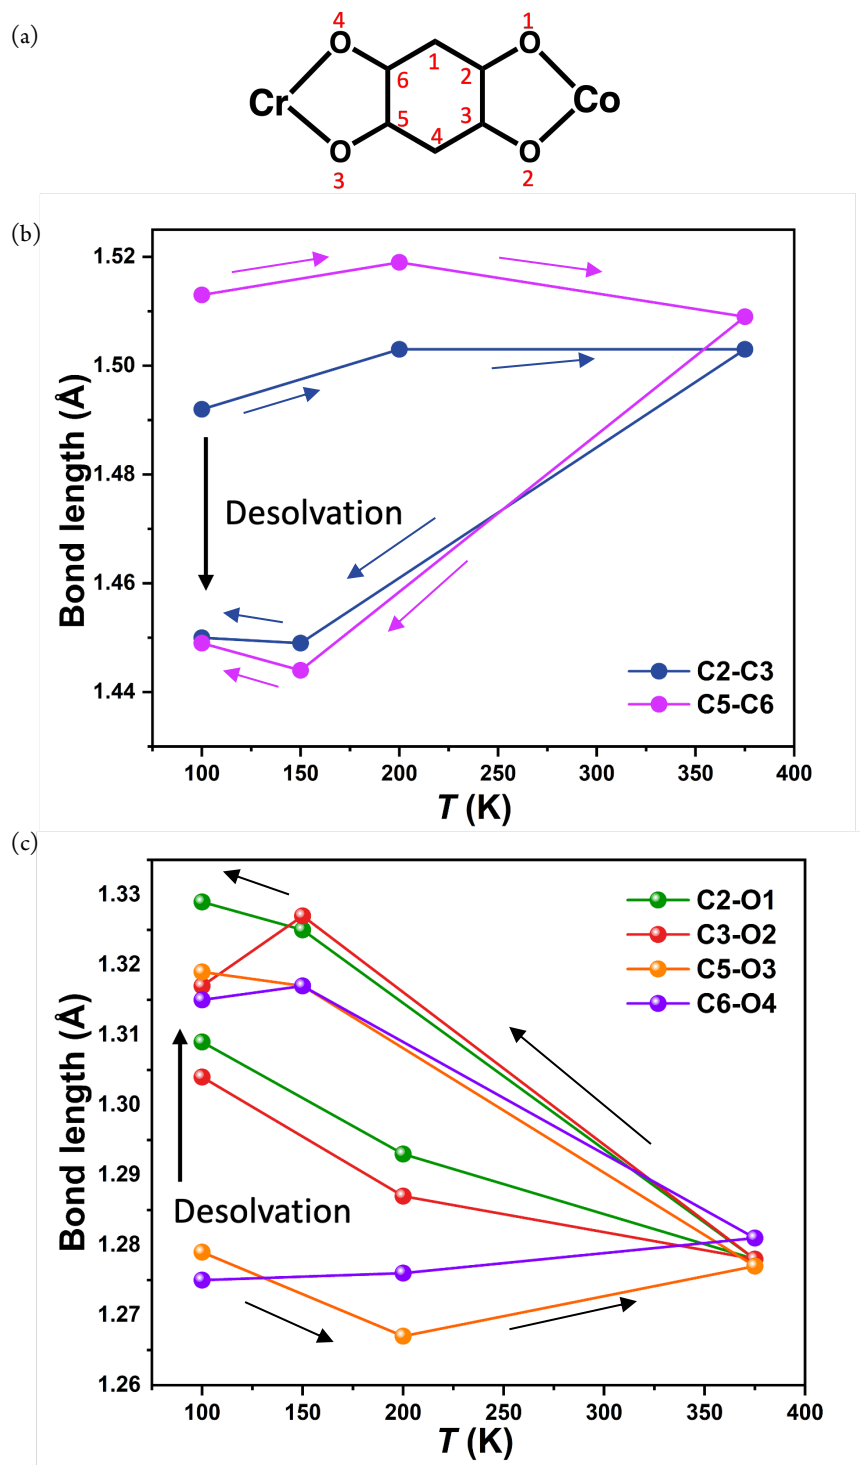 (a)
4 1
O O
1
6 2
Cr Co
5 3
4
O O
3 2
(b)
1.52
1.50
1.48
1.46
1.44
Bond length (Å)
Desolvation
C2-C3
C5-C6
100 150 200 250 300 350 400
T (K)
(c)
1.33
1.32
1.31
1.30
1.29
1.28
1.27
1.26
Bond length (Å)
C2-O1
C3-O2
C5-O3
C6-O4
Desolvation
100 150 200 250 300 350 400
T (K)